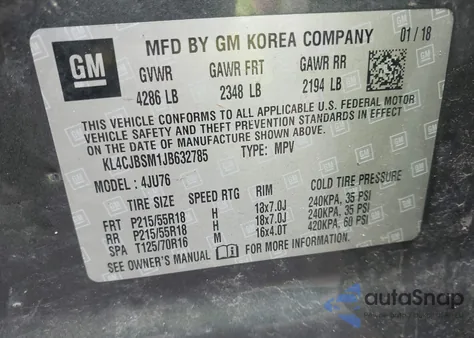 GM
MFD BY GM KOREA COMPANY 01/18
GVWR GAWR FRT GAWR RR
4286 LB 2348 LB 2194 LB
THIS VEHICLE CONFORMS TO ALL APPLICABLE U.S. FEDERAL MOTOR
VEHICLE SAFETY AND THEFT PREVENTION STANDARDS IN EFFECT
ON THE DATE OF MANUFACTURE SHOWN ABOVE.
KL4CJBSM1JB632785 TYPE: MPV
MODEL: 4JU76
TIRE SIZE SPEED RTG RIM COLD TIRE PRESSURE
FRT P215/55R18 H 18x7.0J 240KPA, 35 PSI
RR P215/55R18 H 18x7.0J 240KPA, 35 PSI
SPA T125/70R16 M 16x4.0T 420KPA, 60 PSI
SEE OWNER'S MANUAL FOR MORE INFORMATION.
autoSnap